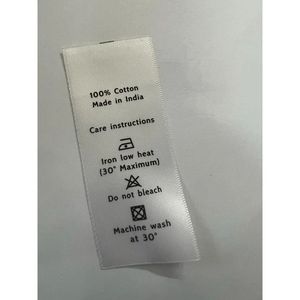 100% Cotton
Made in India
Care instructions
Iron low heat
(30° Maximum)
Do not bleach
Machine wash
at 30°